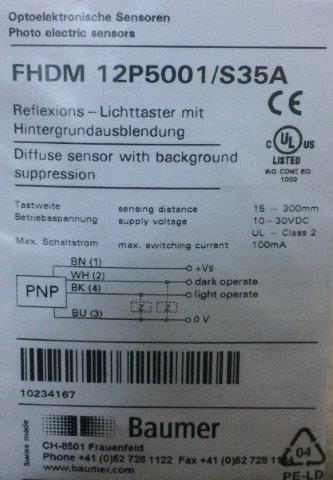 Optoelektronische Sensoren
Photo electric sensors
FHDM 12P5001/S35A
CE
Reflexions - Lichttaster mit
Hintergrundausblendung
C UL US
LISTED
IND. CONT. EQ.
1002
Diffuse sensor with background
suppression
Tastweite sensing distance 15 - 300mm
Betriebsspannung supply voltage 10 - 30VDC
UL - Class 2
Max. Schaltstrom max. switching current 100mA
BN (1) +Vs
WH (2) dark operate
PNP BK (4) light operate
Z Z
BU (3) 0 V
10234167
Swiss made
Baumer
CH-8501 Frauenfeld
Phone +41 (0)52 728 1122 Fax +41 (0)52 728 1144
www.baumer.com
04
PE-LD